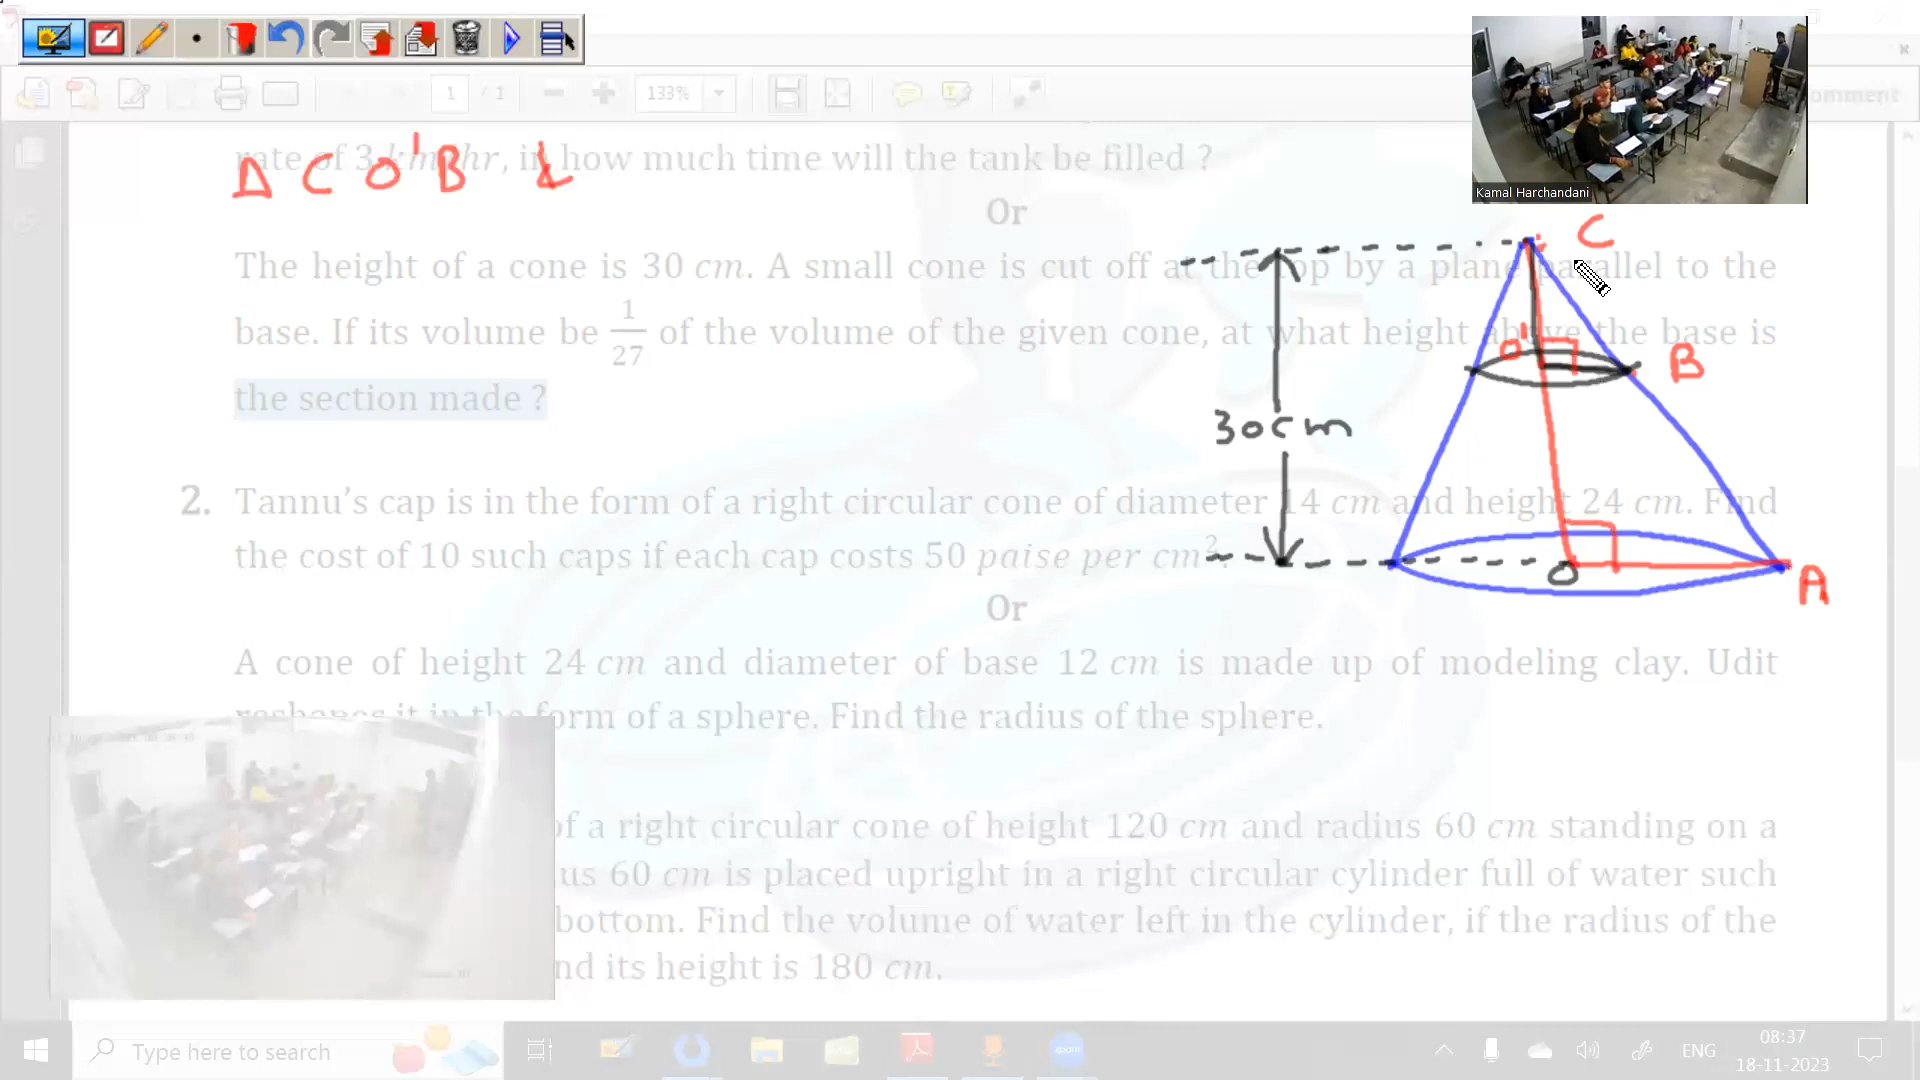 1 / 1
133%
Comment
Kamal Harchandani
rate of 3 km/hr, in how much time will the tank be filled ?
Δ C O' B &
Or
The height of a cone is 30 cm. A small cone is cut off at the top by a plane parallel to the
base. If its volume be 1/27 of the volume of the given cone, at what height above the base is
the section made ?
C
O'
B
30cm
O
A
2. Tannu's cap is in the form of a right circular cone of diameter 14 cm and height 24 cm. Find
the cost of 10 such caps if each cap costs 50 paise per cm².
Or
A cone of height 24 cm and diameter of base 12 cm is made up of modeling clay. Udit
reshapes it in the form of a sphere. Find the radius of the sphere.
of a right circular cone of height 120 cm and radius 60 cm standing on a
us 60 cm is placed upright in a right circular cylinder full of water such
bottom. Find the volume of water left in the cylinder, if the radius of the
nd its height is 180 cm.
Type here to search
zoom
ENG
08:37
18-11-2023